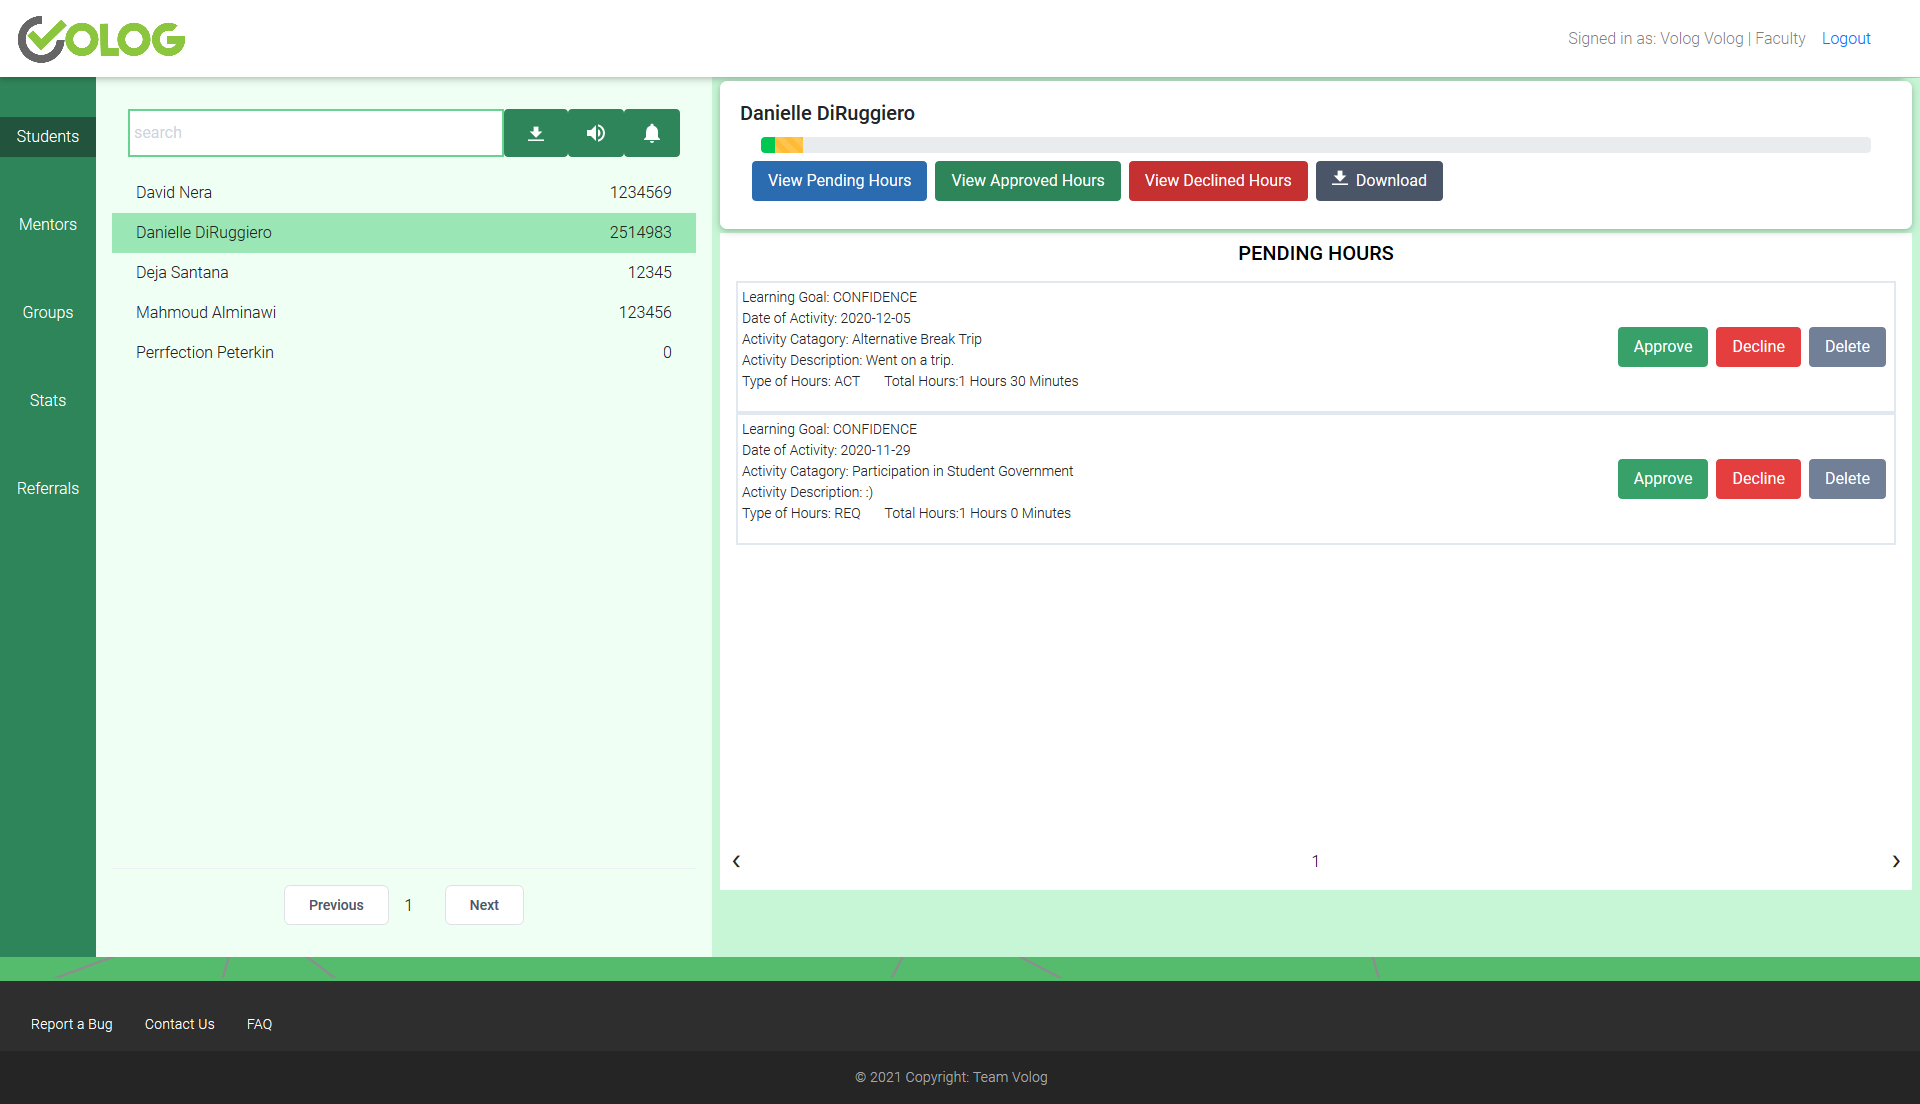 VOLOG
Signed in as: Volog Volog | Faculty Logout
Students
Mentors
Groups
Stats
Referrals
search
David Nera 1234569
Danielle DiRuggiero 2514983
Deja Santana 12345
Mahmoud Alminawi 123456
Perrfection Peterkin 0
Previous 1 Next
Danielle DiRuggiero
View Pending Hours View Approved Hours View Declined Hours Download
PENDING HOURS
Learning Goal: CONFIDENCE
Date of Activity: 2020-12-05
Activity Catagory: Alternative Break Trip
Activity Description: Went on a trip.
Type of Hours: ACT Total Hours:1 Hours 30 Minutes
Approve Decline Delete
Learning Goal: CONFIDENCE
Date of Activity: 2020-11-29
Activity Catagory: Participation in Student Government
Activity Description: :)
Type of Hours: REQ Total Hours:1 Hours 0 Minutes
Approve Decline Delete
‹ 1 ›
Report a Bug Contact Us FAQ
© 2021 Copyright: Team Volog